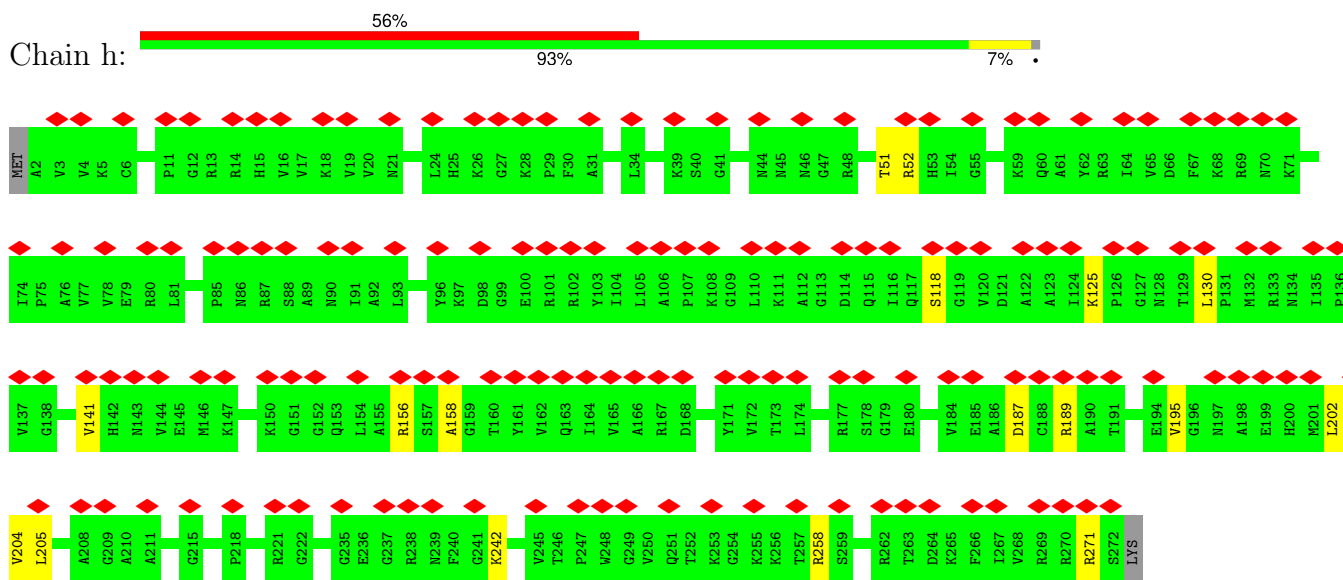 56%
Chain h:
93% 7% •
MET A2 V3 V4 K5 C6 P11 G12 R13 R14 H15 V16 V17 K18 V19 V20 N21 L24 H25 K26 G27 K28 P29 F30 A31 L34 K39 S40 G41 N44 N45 N46 G47 R48 T51 R52 H53 I54 G55 K59 Q60 A61 Y62 R63 I64 V65 D66 F67 K68 R69 N70 K71
I74 P75 A76 V77 V78 E79 R80 L81 P85 N86 R87 S88 A89 N90 I91 A92 L93 Y96 K97 D98 G99 E100 R101 R102 Y103 I104 L105 A106 P107 K108 G109 L110 K111 A112 G113 D114 Q115 I116 Q117 S118 G119 V120 D121 A122 A123 I124 K125 P126 G127 N128 T129 L130 P131 M132 R133 N134 I135 P136
V137 G138 V141 H142 N143 V144 E145 M146 K147 K150 G151 G152 Q153 L154 A155 R156 S157 A158 G159 T160 Y161 V162 Q163 I164 V165 A166 R167 D168 Y171 V172 T173 L174 R177 S178 G179 E180 V184 E185 A186 D187 C188 R189 A190 T191 E194 V195 G196 N197 A198 E199 H200 M201 L202
V204 L205 A208 G209 A210 A211 G215 P218 R221 G222 G235 E236 G237 R238 N239 F240 G241 K242 V245 T246 P247 W248 G249 V250 Q251 T252 K253 G254 K255 K256 T257 R258 S259 R262 T263 D264 K265 F266 I267 V268 R269 R270 R271 S272 LYS